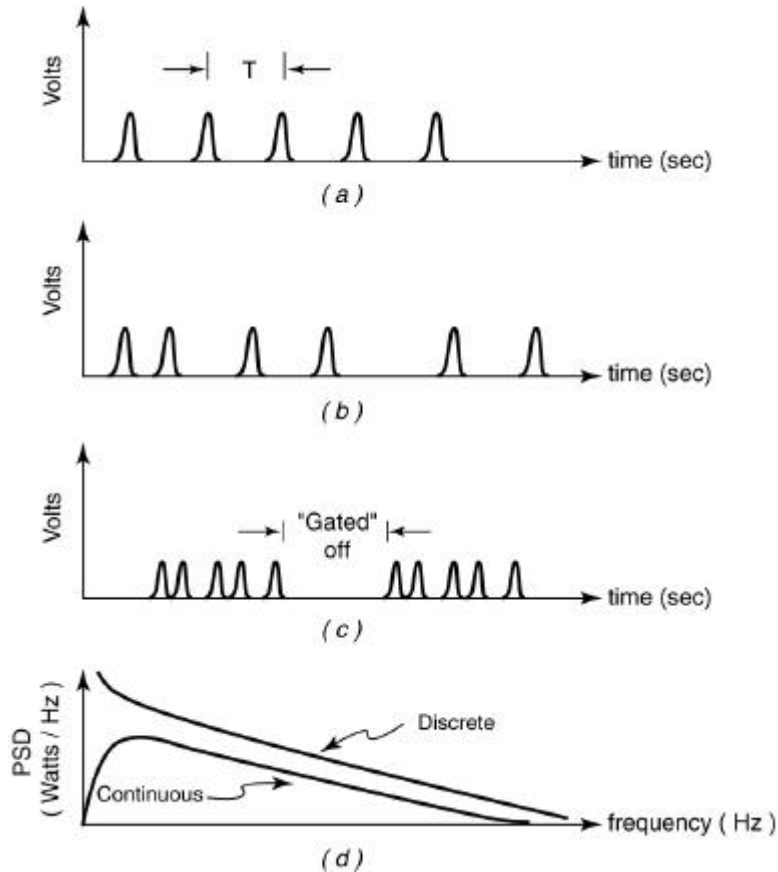 Volts
T
time (sec)
(a)
Volts
time (sec)
(b)
Volts
"Gated"
off
time (sec)
(c)
PSD
(Watts / Hz)
Discrete
Continuous
frequency ( Hz )
(d)